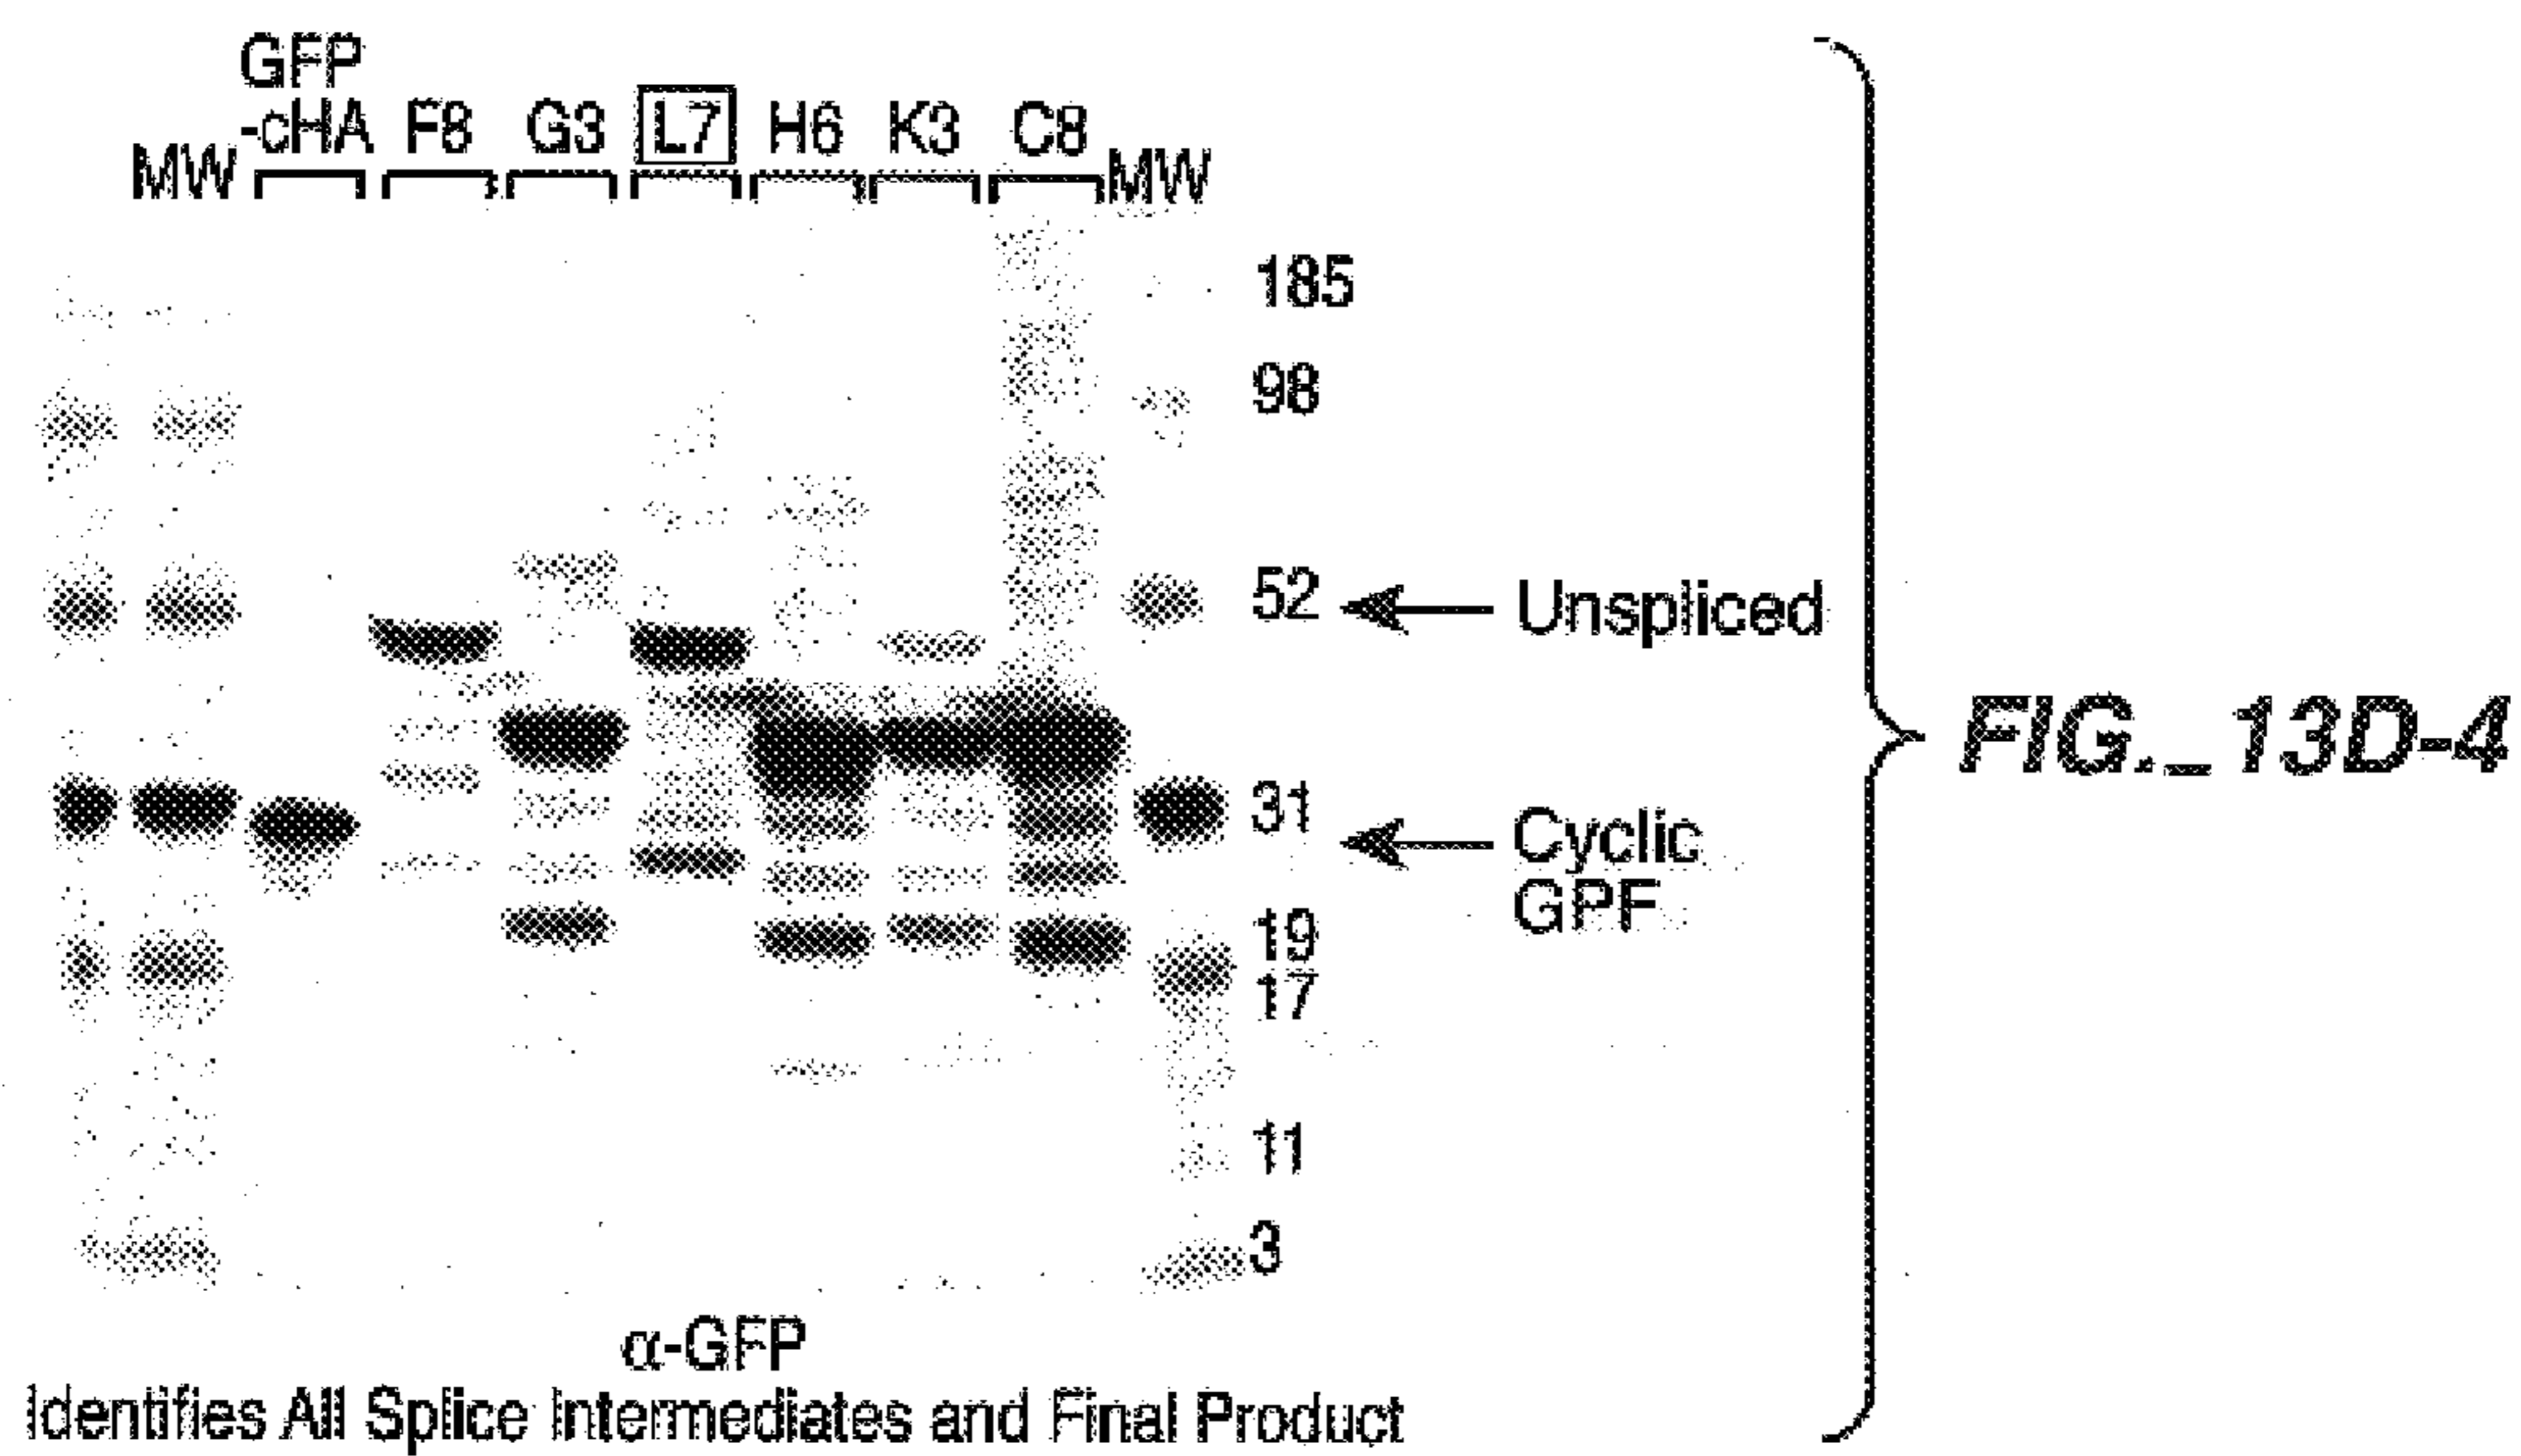 GFP
MW -cHA F8 G3 L7 H6 K3 C8 MW
185
98
52 Unspliced
31 Cyclic
GPF
19
17
11
3
FIG._13D-4
α-GFP
Identifies All Splice Intermediates and Final Product